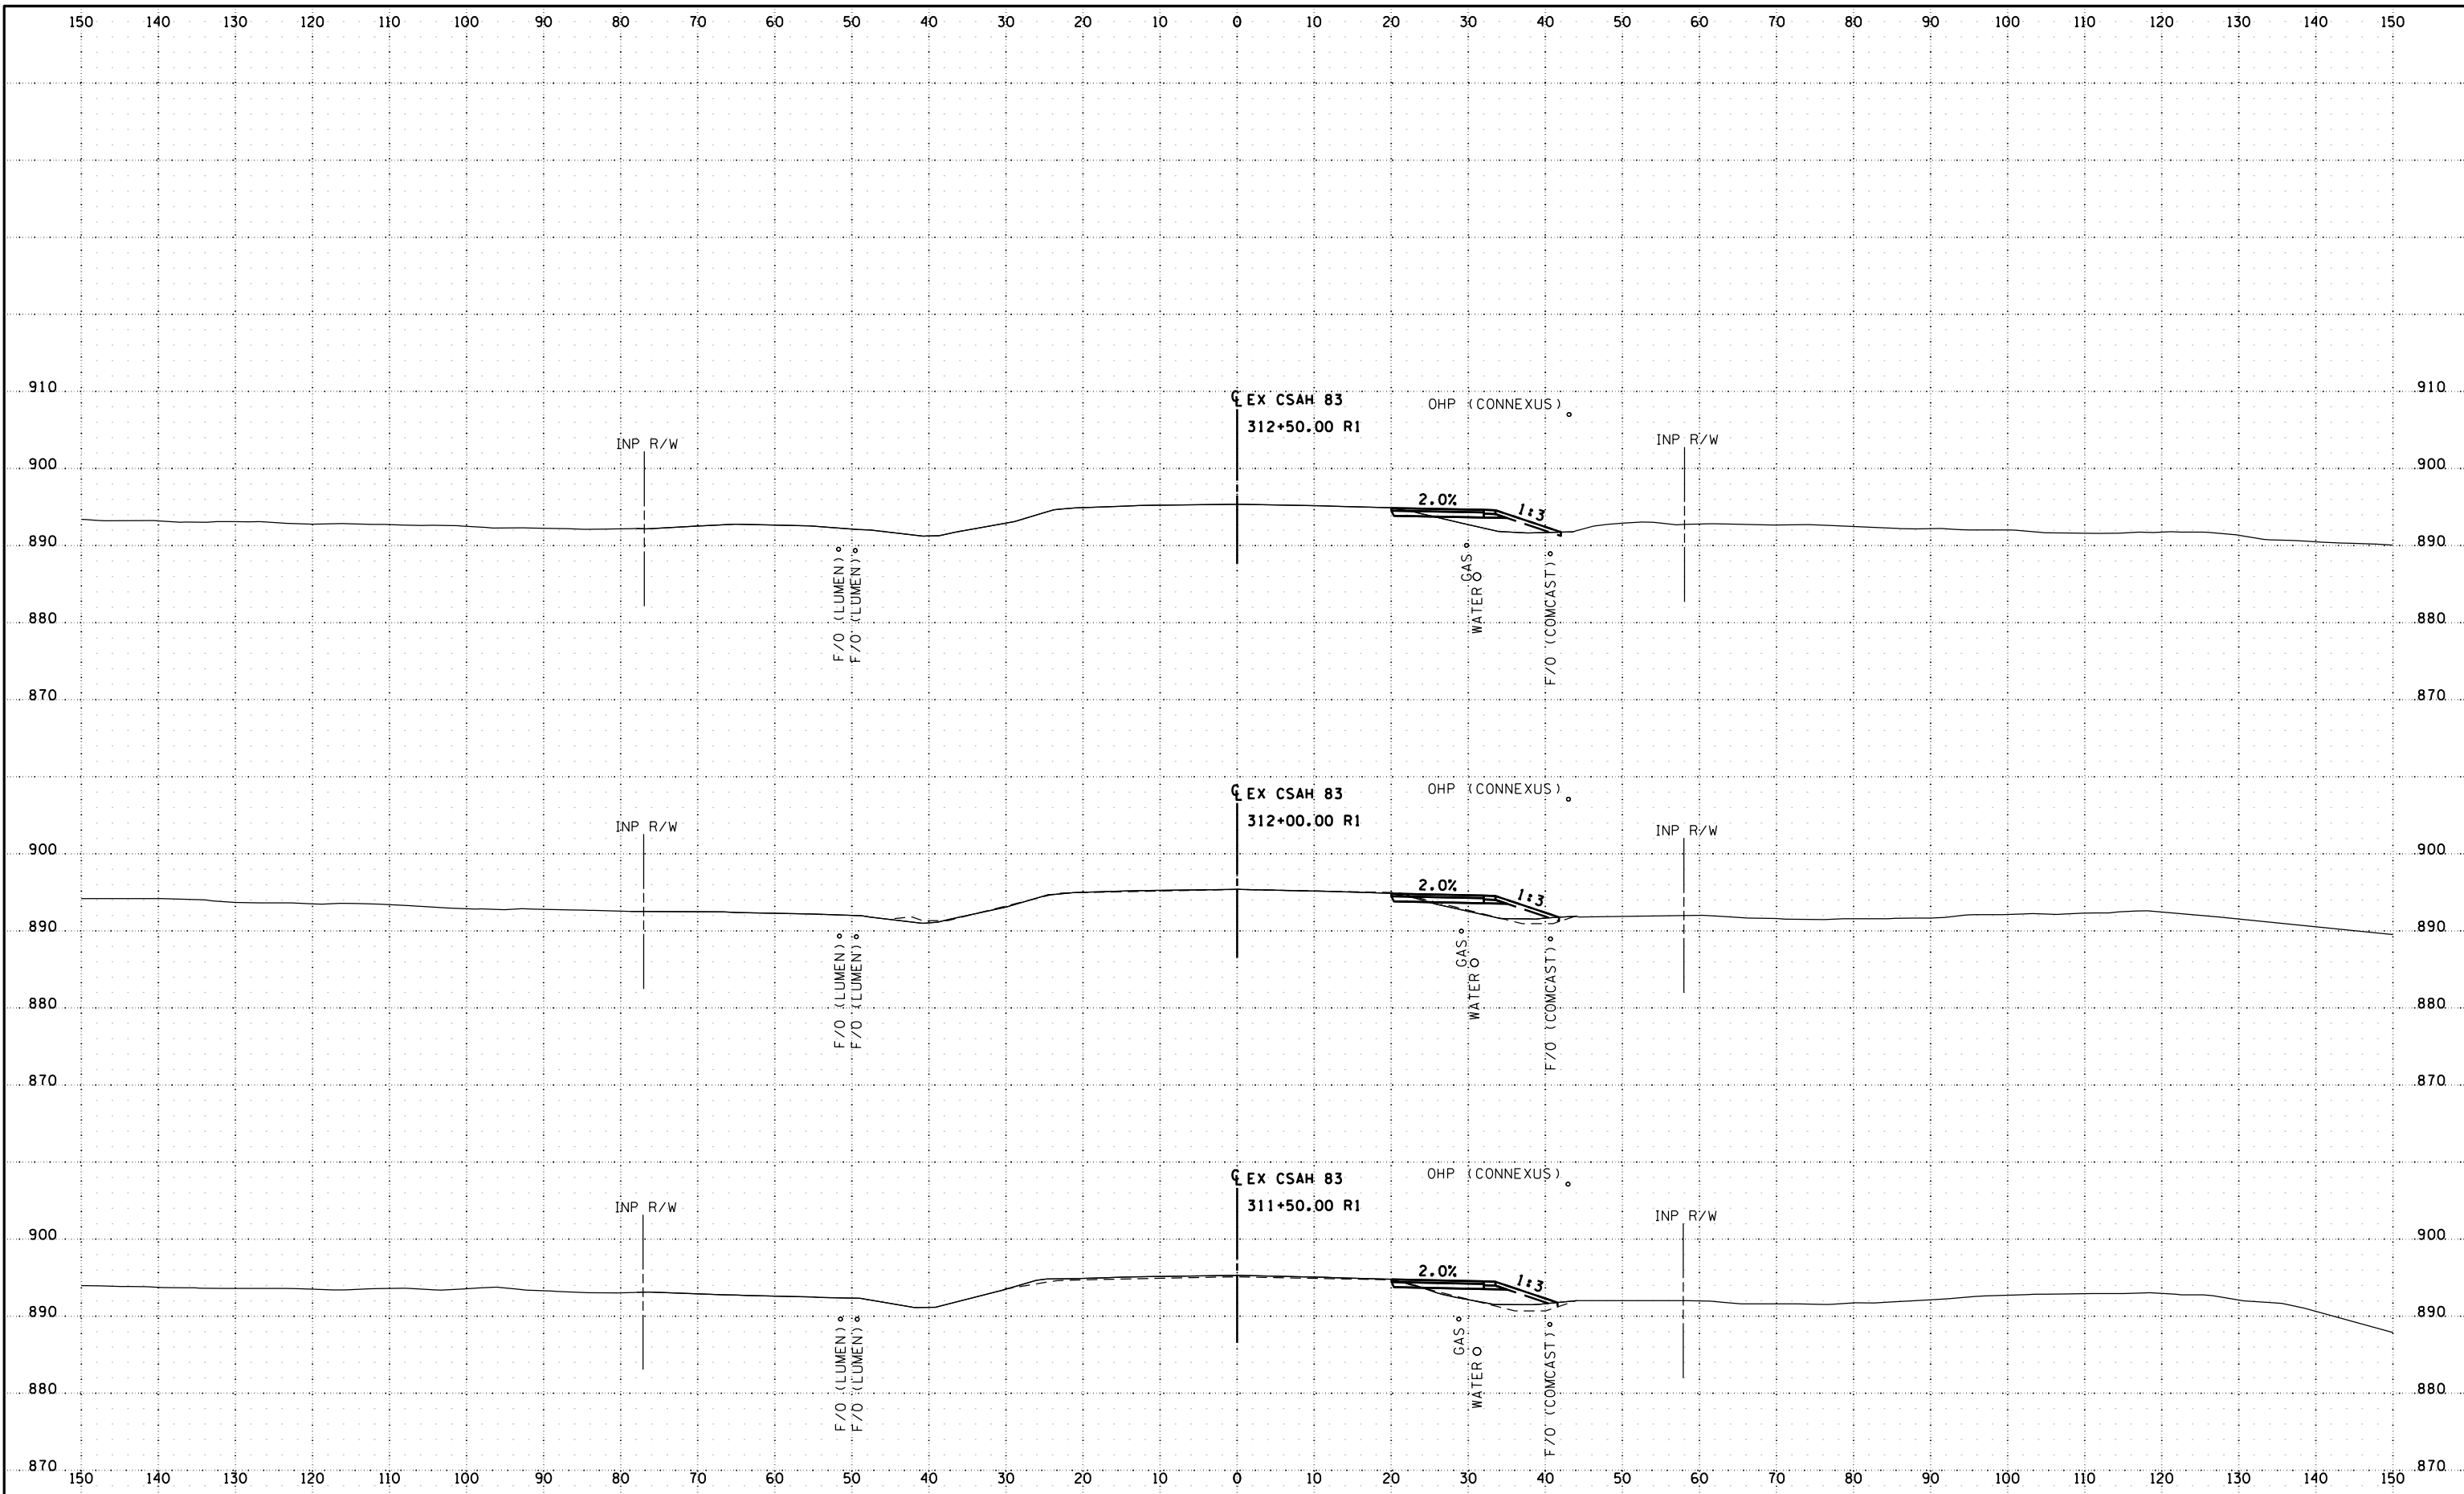 150 140 130 120 110 100 90 80 70 60 50 40 30 20 10 0 10 20 30 40 50 60 70 80 90 100 110 120 130 140 150
910 910
℄ EX CSAH 83
OHP (CONNEXUS)
312+50.00 R1
INP R/W
INP R/W
900 900
2.0%
1:3
890 890
F/O (LUMEN)
F/O (LUMEN)
GAS
WATER
F/O (COMCAST)
880 880
870 870
℄ EX CSAH 83
OHP (CONNEXUS)
312+00.00 R1
INP R/W
INP R/W
900 900
2.0%
1:3
890 890
F/O (LUMEN)
F/O (LUMEN)
GAS
WATER
F/O (COMCAST)
880 880
870 870
℄ EX CSAH 83
OHP (CONNEXUS)
311+50.00 R1
INP R/W
INP R/W
900 900
2.0%
1:3
890 890
F/O (LUMEN)
F/O (LUMEN)
GAS
WATER
F/O (COMCAST)
880 880
870 870
150 140 130 120 110 100 90 80 70 60 50 40 30 20 10 0 10 20 30 40 50 60 70 80 90 100 110 120 130 140 150